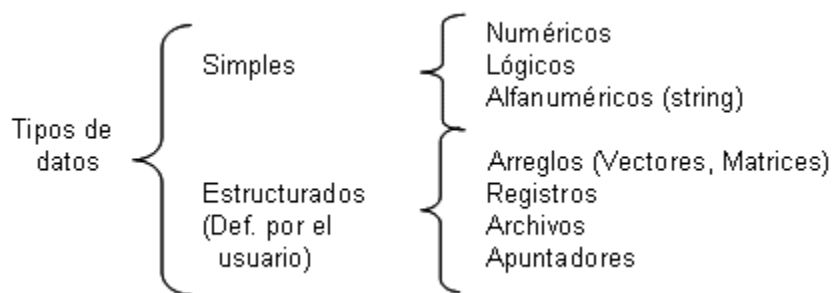 Tipos de
datos
Simples
Numéricos
Lógicos
Alfanuméricos (string)
Estructurados
(Def. por el
usuario)
Arreglos (Vectores, Matrices)
Registros
Archivos
Apuntadores